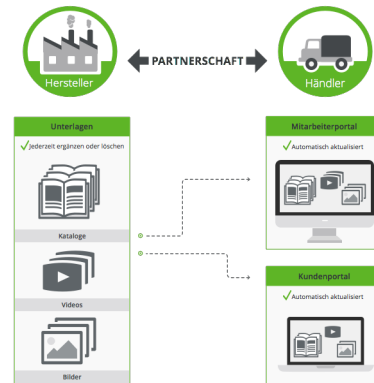 PARTNERSCHAFT
Hersteller
Händler
Unterlagen
Jederzeit ergänzen oder löschen
Kataloge
Videos
Bilder
Mitarbeiterportal
Automatisch aktualisiert
Kundenportal
Automatisch aktualisiert